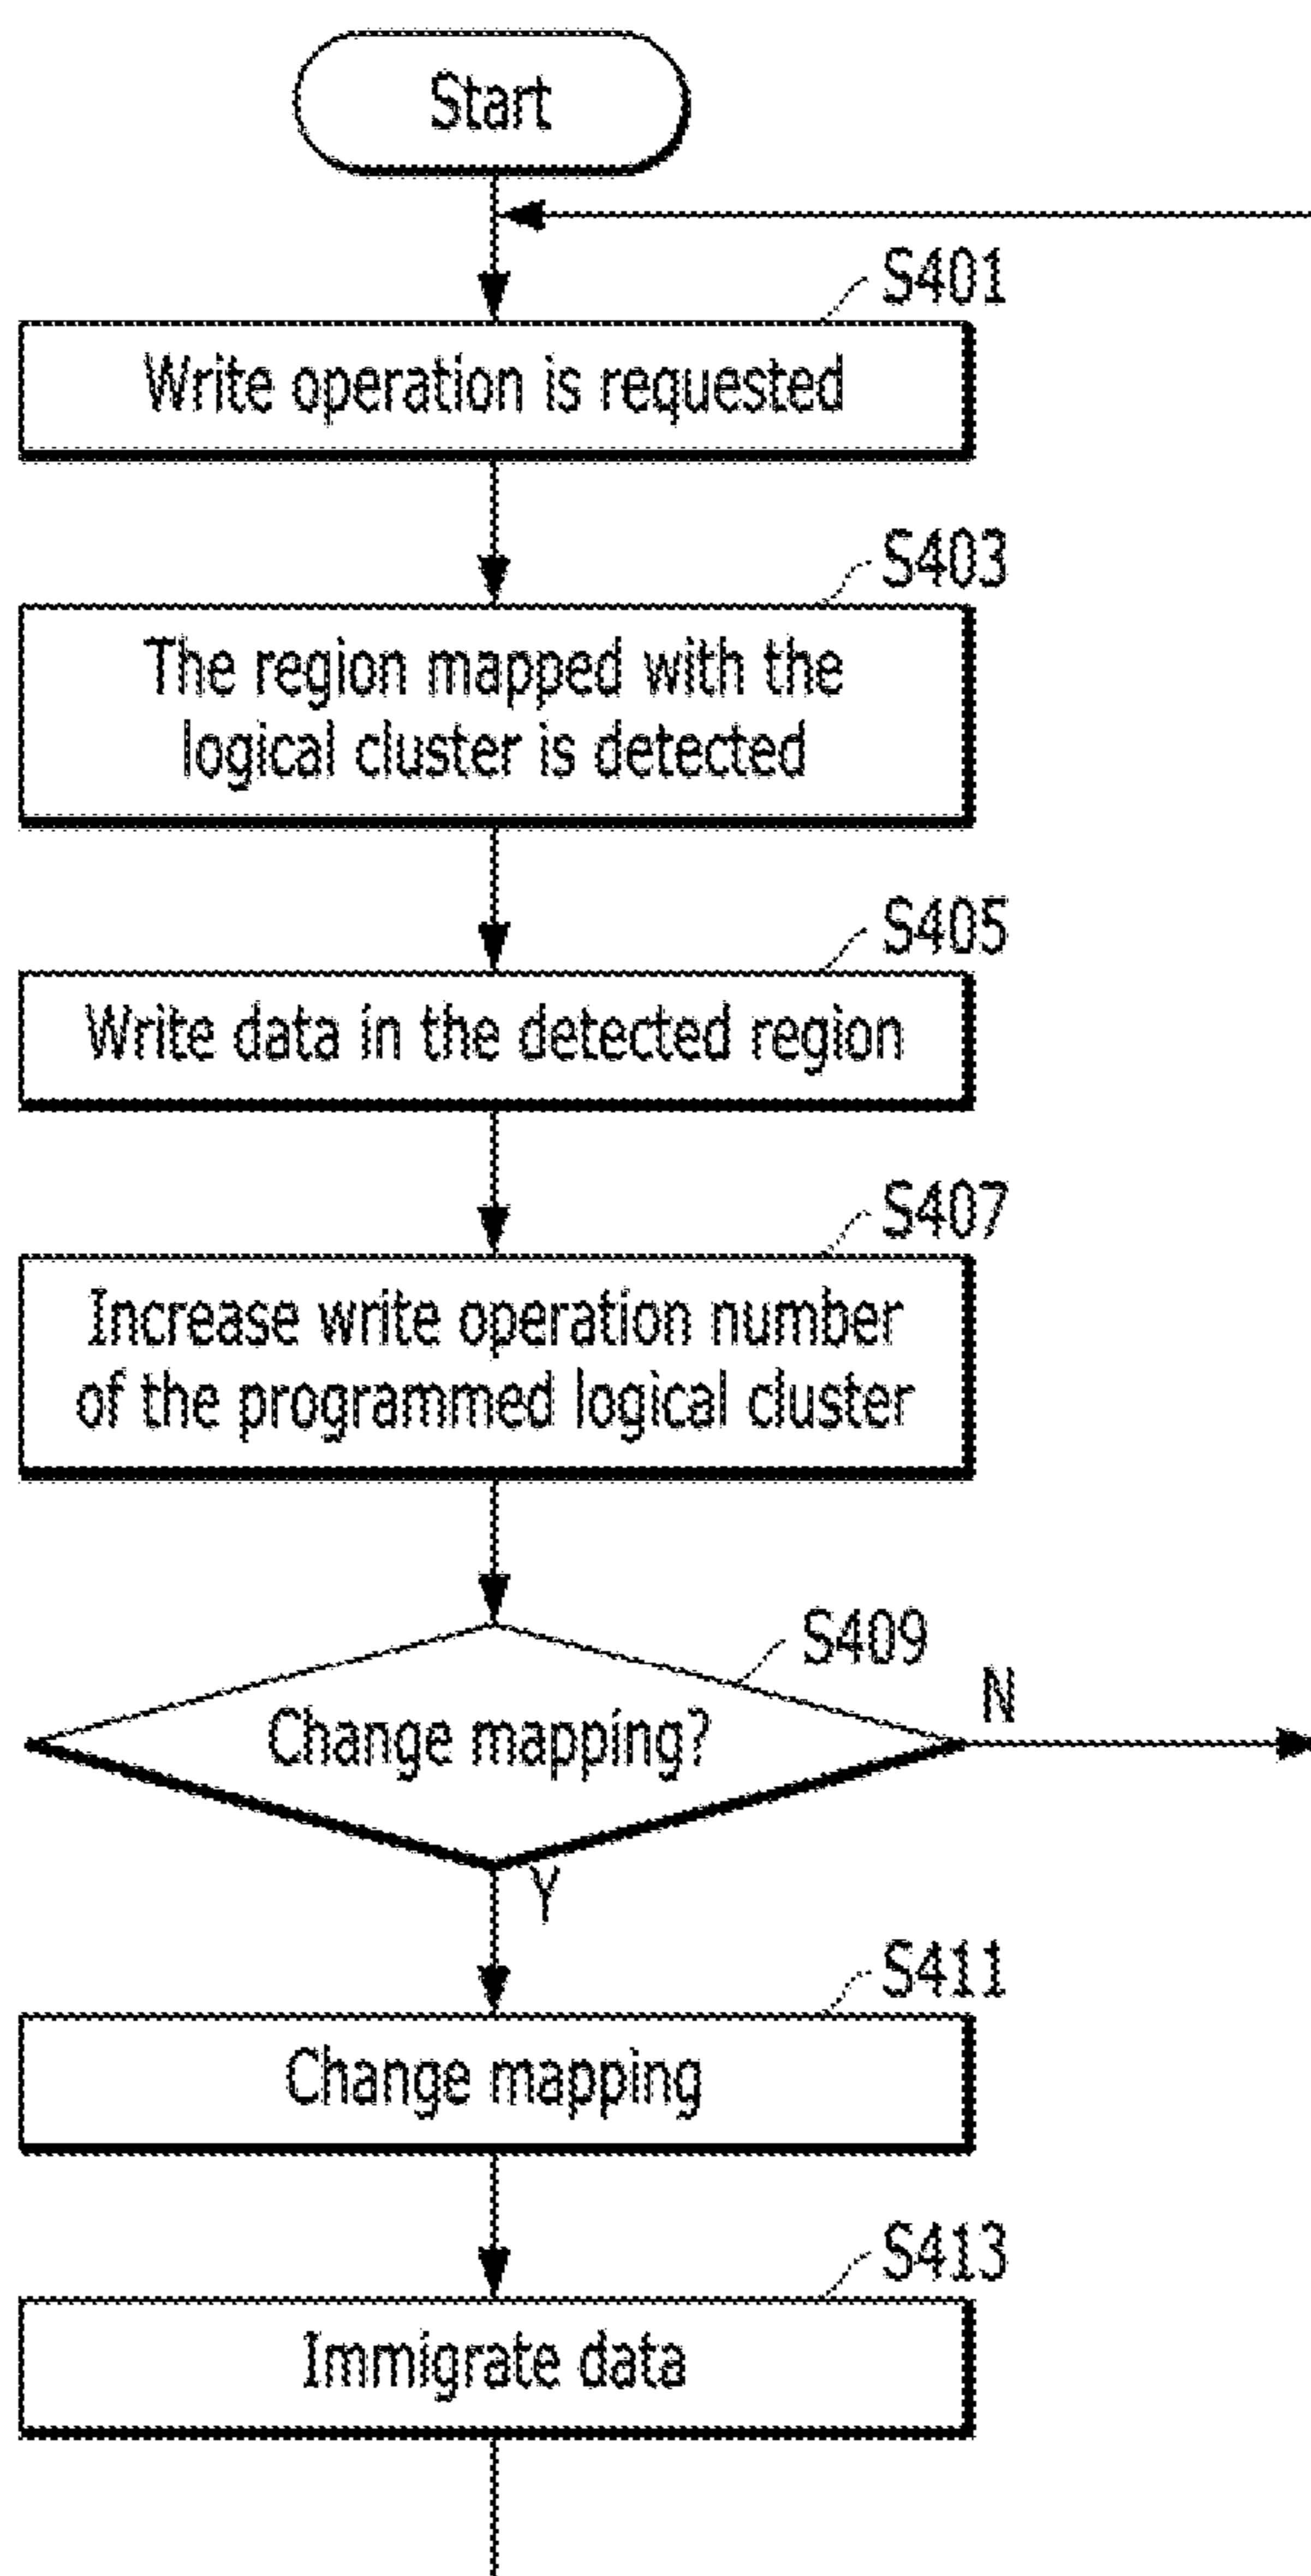 Start
S401
Write operation is requested
S403
The region mapped with the
logical cluster is detected
S405
Write data in the detected region
S407
Increase write operation number
of the programmed logical cluster
S409
Change mapping?
N
Y
S411
Change mapping
S413
Immigrate data